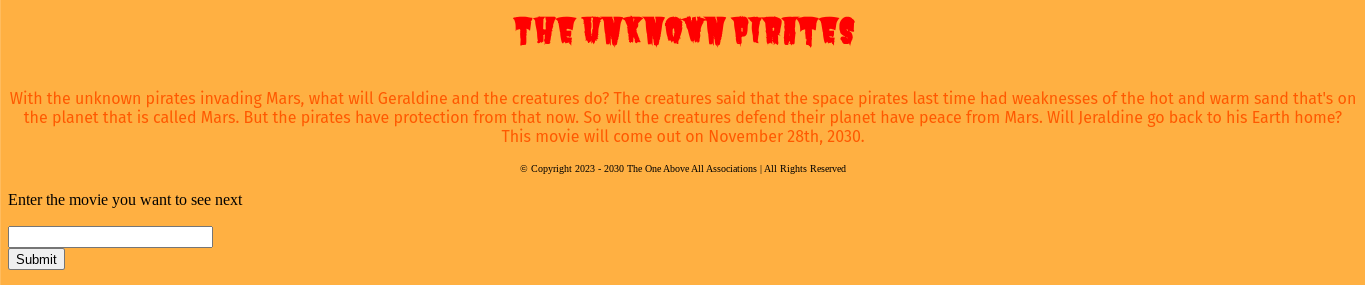 THE UNKNOWN PIRATES
With the unknown pirates invading Mars, what will Geraldine and the creatures do? The creatures said that the space pirates last time had weaknesses of the hot and warm sand that's on
the planet that is called Mars. But the pirates have protection from that now. So will the creatures defend their planet have peace from Mars. Will Jeraldine go back to his Earth home?
This movie will come out on November 28th, 2030.
© Copyright 2023 - 2030 The One Above All Associations | All Rights Reserved
Enter the movie you want to see next
Submit